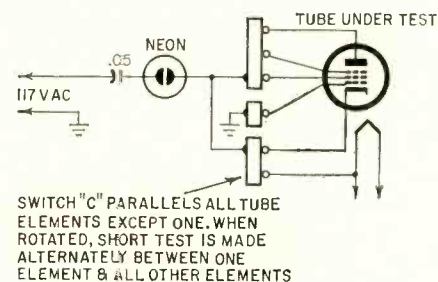 TUBE UNDER TEST
NEON
.05
117 VAC
SWITCH "C" PARALLELS ALL TUBE
ELEMENTS EXCEPT ONE. WHEN
ROTATED, SHORT TEST IS MADE
ALTERNATELY BETWEEN ONE
ELEMENT & ALL OTHER ELEMENTS